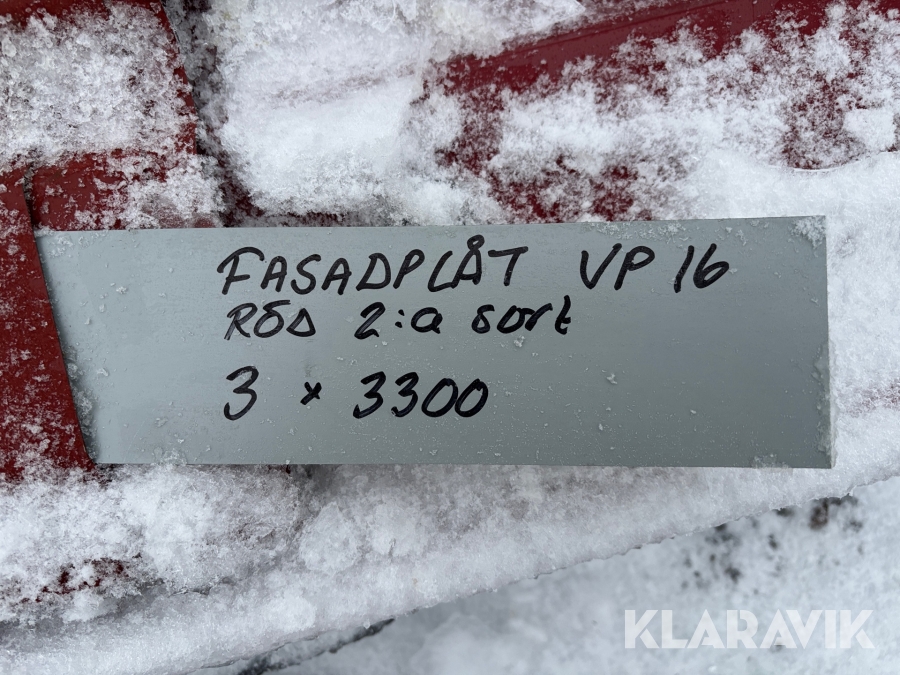 FASADPLÅT VP 16
RÖD 2:a sort
3 x 3300
KLARAVIK